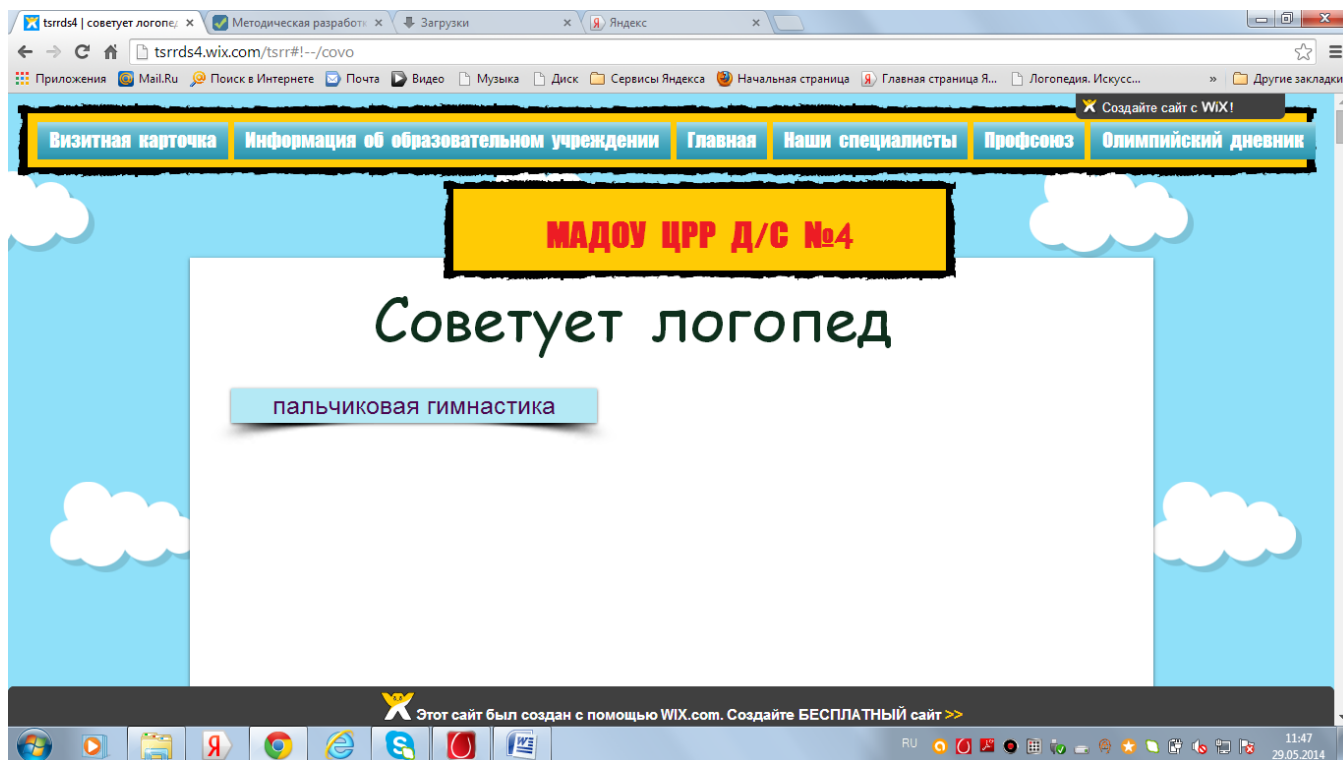 tsrrds4 | советует логопе
Методическая разработк
Загрузки
Яндекс
tsrrds4.wix.com/tsrr#!--/covo
Приложения Mail.Ru Поиск в Интернете Почта Видео Музыка Диск Сервисы Яндекса Начальная страница Главная страница Я... Логопедия. Искусс... » Другие закладки
Создайте сайт с WiX!
Визитная карточка Информация об образовательном учреждении Главная Наши специалисты Профсоюз Олимпийский дневник
МАДОУ ЦРР Д/С №4
Советует логопед
пальчиковая гимнастика
Этот сайт был создан с помощью WIX.com. Создайте БЕСПЛАТНЫЙ сайт >>
RU
11:47
29.05.2014